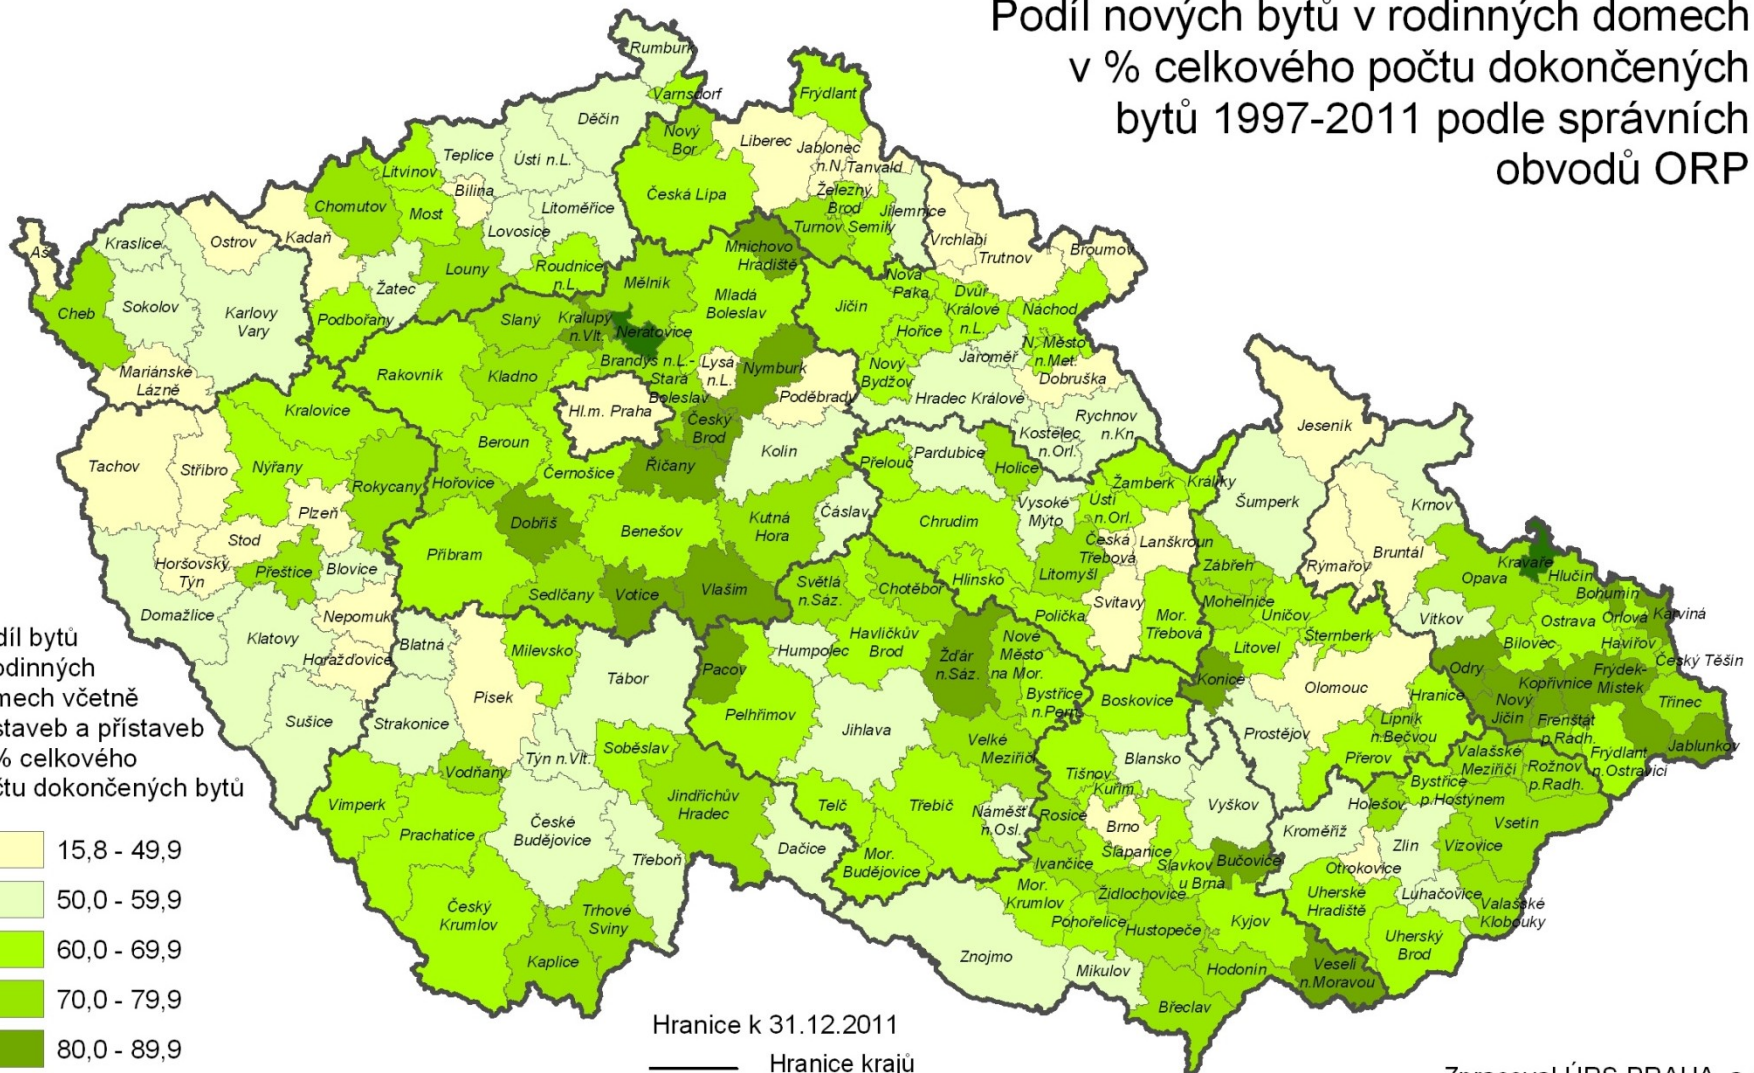 Podíl nových bytů v rodinných domech
v % celkového počtu dokončených
bytů 1997-2011 podle správních
obvodů ORP
Rumburk
Varnsdorf
Frýdlant
Děčín
Nový
Bor
Liberec
Jablonec
n.N.
Tanvald
Teplice
Ústí n.L.
Litvínov
Bílina
Železný
Brod
Česká Lípa
Chomutov
Most
Litoměřice
Jilemnice
Lovosice
Turnov
Semily
Vrchlabí
Trutnov
Broumov
Aš
Kraslice
Ostrov
Kadaň
Mnichovo
Hradiště
Louny
Roudnice
n.L.
Mělník
Žatec
Nová
Paka
Dvůr
Králové
n.L.
Náchod
Cheb
Sokolov
Karlovy
Vary
Podbořany
Slaný
Kralupy
n.Vlt.
Neratovice
Mladá
Boleslav
Jičín
Hořice
Jaroměř
N. Město
n.Met.
Mariánské
Lázně
Rakovník
Kladno
Brandýs n.L.-
Stará
Boleslav
Lysá
n.L.
Nymburk
Poděbrady
Nový
Bydžov
Hradec Králové
Dobruška
Kralovice
Hl.m. Praha
Český
Brod
Rychnov
n.Kn.
Kostelec
n.Orl.
Jeseník
Tachov
Stříbro
Nýřany
Beroun
Černošice
Říčany
Kolín
Přelouč
Pardubice
Holice
Žamberk
Králíky
Šumperk
Krnov
Rokycany
Hořovice
Plzeň
Dobříš
Benešov
Kutná
Hora
Čáslav
Chrudim
Vysoké
Mýto
Ústí
n.Orl.
Česká
Třebová
Lanškroun
Stod
Horšovský
Týn
Přeštice
Blovice
Příbram
Rýmařov
Bruntál
Kravaře
Opava
Hlučín
Bohumín
Zábřeh
Litomyšl
Hlinsko
Světlá
n.Sáz.
Chotěboř
Sedlčany
Votice
Vlašim
Domažlice
Nepomuk
Klatovy
Horažďovice
Blatná
Milevsko
Polička
Svitavy
Mor.
Třebová
Mohelnice
Uničov
Šternberk
Vítkov
Ostrava
Orlová
Karviná
Bílovec
Havířov
Český Těšín
Litovel
Humpolec
Havlíčkův
Brod
Žďár
n.Sáz.
Nové
Město
na Mor.
Pacov
Tábor
Písek
Konice
Olomouc
Odry
Kopřivnice
Frýdek-
Místek
Třinec
Jablunkov
Nový
Jičín
Frenštát
p.Radh.
Hranice
Lipník
n.Bečvou
Boskovice
Bystřice
n.Pern.
Sušice
Strakonice
Pelhřimov
Jihlava
Velké
Meziříčí
Týn n.Vlt.
Soběslav
Vodňany
Prostějov
Přerov
Valašské
Meziříčí
Rožnov
p.Radh.
Frýdlant
n.Ostravicí
Blansko
Tišnov
Kuřim
Bystřice
p.Hostýnem
Holešov
Vyškov
Kroměříž
Vsetín
Vimperk
Prachatice
České
Budějovice
Jindřichův
Hradec
Telč
Třebíč
Náměšť
n.Osl.
Rosice
Brno
Šlapanice
Slavkov
u Brna
Bučovice
Zlín
Vizovice
Otrokovice
Třeboň
Dačice
Mor.
Budějovice
Ivančice
Židlochovice
Mor.
Krumlov
Pohořelice
Hustopeče
Kyjov
Uherské
Hradiště
Luhačovice
Valašské
Klobouky
Uherský
Brod
Český
Krumlov
Trhové
Sviny
Kaplice
Znojmo
Mikulov
Hodonín
Veselí
n.Moravou
Břeclav
díl bytů
odinných
mech včetně
staveb a přístaveb
% celkového
čtu dokončených bytů
15,8 - 49,9
50,0 - 59,9
60,0 - 69,9
70,0 - 79,9
80,0 - 89,9
Hranice k 31.12.2011
Hranice krajů